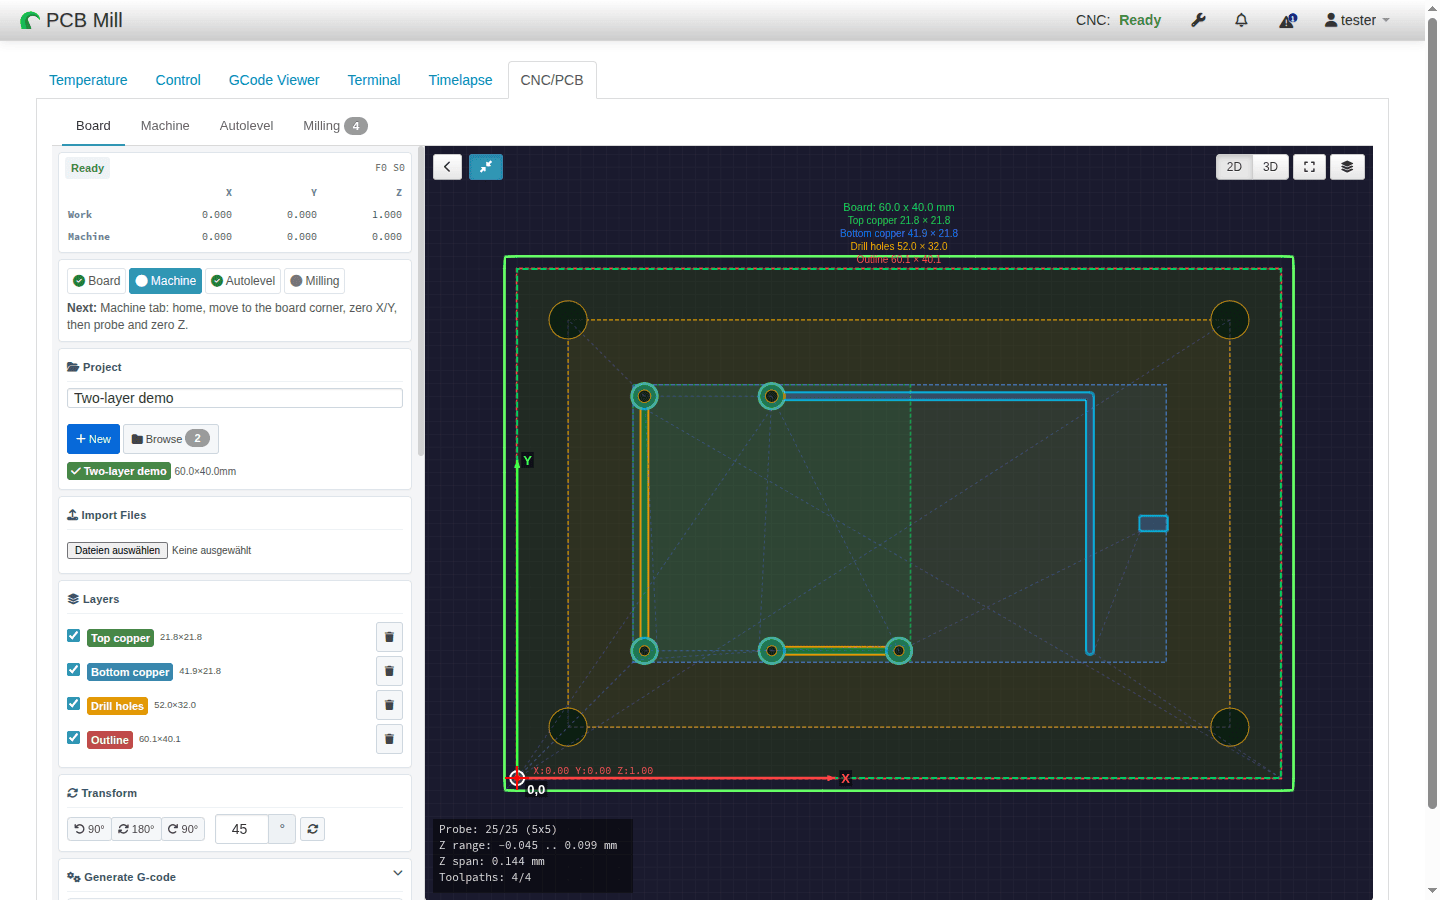 PCB Mill
CNC: Ready
1
tester
Temperature
Control
GCode Viewer
Terminal
Timelapse
CNC/PCB
Board
Machine
Autolevel
Milling 4
Ready
F0 S0
X Y Z
Work 0.000 0.000 1.000
Machine 0.000 0.000 0.000
Board
Machine
Autolevel
Milling
Next: Machine tab: home, move to the board corner, zero X/Y,
then probe and zero Z.
Project
Two-layer demo
New
Browse 2
Two-layer demo 60.0×40.0mm
Import Files
Dateien auswählen Keine ausgewählt
Layers
Top copper 21.8×21.8
Bottom copper 41.9×21.8
Drill holes 52.0×32.0
Outline 60.1×40.1
Transform
90° 180° 90° 45 °
Generate G-code
2D 3D
Board: 60.0 x 40.0 mm
Top copper 21.8 × 21.8
Bottom copper 41.9 × 21.8
Drill holes 52.0 × 32.0
Outline 60.1 × 40.1
Y
X:0.00 Y:0.00 Z:1.00
X
0,0
Probe: 25/25 (5x5)
Z range: −0.045 .. 0.099 mm
Z span: 0.144 mm
Toolpaths: 4/4